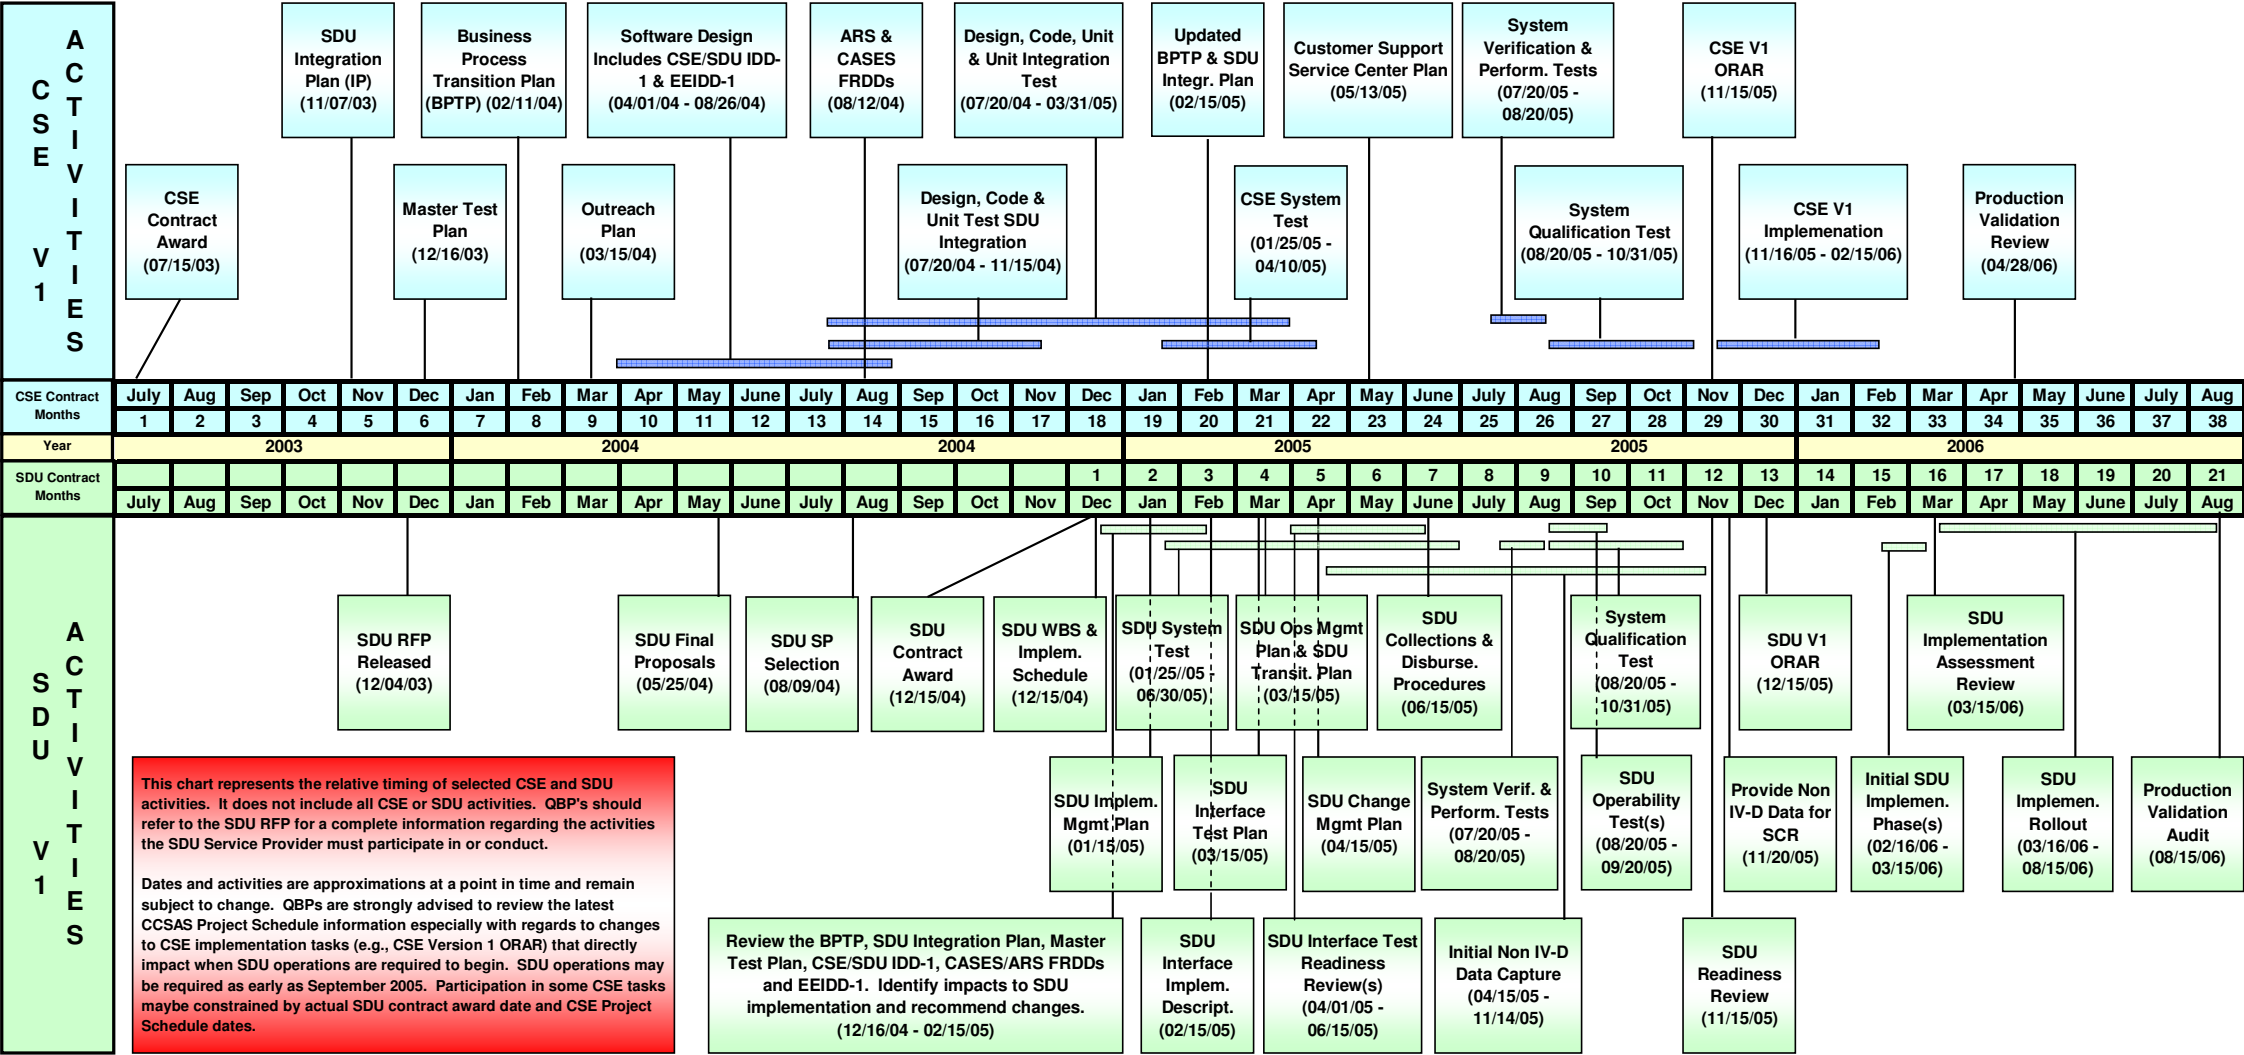 CSE V1
ACTIVITIES
SDU
Integration
Plan (IP)
(11/07/03)
Business
Process
Transition Plan
(BPTP) (02/11/04)
Software Design
Includes CSE/SDU IDD-
1 & EEIDD-1
(04/01/04 - 08/26/04)
ARS &
CASES
FRDDs
(08/12/04)
Design, Code, Unit
& Unit Integration
Test
(07/20/04 - 03/31/05)
Updated
BPTP & SDU
Integr. Plan
(02/15/05)
Customer Support
Service Center Plan
(05/13/05)
System
Verification &
Perform. Tests
(07/20/05 -
08/20/05)
CSE V1
ORAR
(11/15/05)
CSE
Contract
Award
(07/15/03)
Master Test
Plan
(12/16/03)
Outreach
Plan
(03/15/04)
Design, Code &
Unit Test SDU
Integration
(07/20/04 - 11/15/04)
CSE System
Test
(01/25/05 -
04/10/05)
System
Qualification Test
(08/20/05 - 10/31/05)
CSE V1
Implemenation
(11/16/05 - 02/15/06)
Production
Validation
Review
(04/28/06)
CSE Contract
Months
July Aug Sep Oct Nov Dec Jan Feb Mar Apr May June July Aug Sep Oct Nov Dec Jan Feb Mar Apr May June July Aug Sep Oct Nov Dec Jan Feb Mar Apr May June July Aug
1 2 3 4 5 6 7 8 9 10 11 12 13 14 15 16 17 18 19 20 21 22 23 24 25 26 27 28 29 30 31 32 33 34 35 36 37 38
Year 2003 2004 2004 2005 2005 2006
SDU Contract
Months
1 2 3 4 5 6 7 8 9 10 11 12 13 14 15 16 17 18 19 20 21
July Aug Sep Oct Nov Dec Jan Feb Mar Apr May June July Aug Sep Oct Nov Dec Jan Feb Mar Apr May June July Aug Sep Oct Nov Dec Jan Feb Mar Apr May June July Aug
SDU V1
ACTIVITIES
SDU RFP
Released
(12/04/03)
SDU Final
Proposals
(05/25/04)
SDU SP
Selection
(08/09/04)
SDU
Contract
Award
(12/15/04)
SDU WBS &
Implem.
Schedule
(12/15/04)
SDU System
Test
(01/25//05 -
06/30/05)
SDU Ops Mgmt
Plan & SDU
Transit. Plan
(03/15/05)
SDU
Collections &
Disburse.
Procedures
(06/15/05)
System
Qualification
Test
(08/20/05 -
10/31/05)
SDU V1
ORAR
(12/15/05)
SDU
Implementation
Assessment
Review
(03/15/06)
SDU Implem.
Mgmt Plan
(01/15/05)
SDU
Interface
Test Plan
(03/15/05)
SDU Change
Mgmt Plan
(04/15/05)
System Verif. &
Perform. Tests
(07/20/05 -
08/20/05)
SDU
Operability
Test(s)
(08/20/05 -
09/20/05)
Provide Non
IV-D Data for
SCR
(11/20/05)
Initial SDU
Implemen.
Phase(s)
(02/16/06 -
03/15/06)
SDU
Implemen.
Rollout
(03/16/06 -
08/15/06)
Production
Validation
Audit
(08/15/06)
This chart represents the relative timing of selected CSE and SDU
activities. It does not include all CSE or SDU activities. QBP's should
refer to the SDU RFP for a complete information regarding the activities
the SDU Service Provider must participate in or conduct.
Dates and activities are approximations at a point in time and remain
subject to change. QBPs are strongly advised to review the latest
CCSAS Project Schedule information especially with regards to changes
to CSE implementation tasks (e.g., CSE Version 1 ORAR) that directly
impact when SDU operations are required to begin. SDU operations may
be required as early as September 2005. Participation in some CSE tasks
maybe constrained by actual SDU contract award date and CSE Project
Schedule dates.
Review the BPTP, SDU Integration Plan, Master
Test Plan, CSE/SDU IDD-1, CASES/ARS FRDDs
and EEIDD-1. Identify impacts to SDU
implementation and recommend changes.
(12/16/04 - 02/15/05)
SDU
Interface
Implem.
Descript.
(02/15/05)
SDU Interface Test
Readiness
Review(s)
(04/01/05 -
06/15/05)
Initial Non IV-D
Data Capture
(04/15/05 -
11/14/05)
SDU
Readiness
Review
(11/15/05)